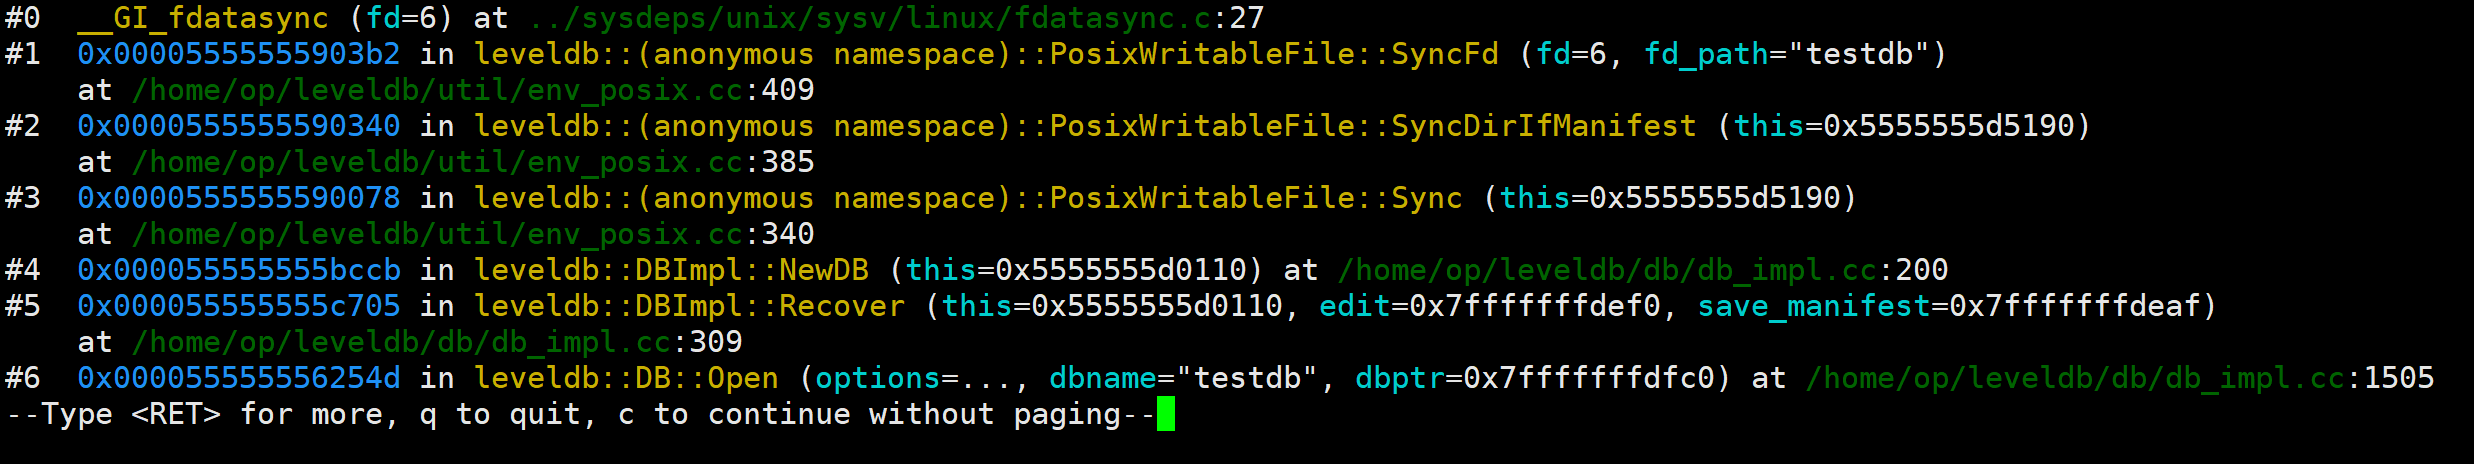 #0  __GI_fdatasync (fd=6) at ../sysdeps/unix/sysv/linux/fdatasync.c:27
#1  0x00005555555903b2 in leveldb::(anonymous namespace)::PosixWritableFile::SyncFd (fd=6, fd_path="testdb")
    at /home/op/leveldb/util/env_posix.cc:409
#2  0x0000555555590340 in leveldb::(anonymous namespace)::PosixWritableFile::SyncDirIfManifest (this=0x5555555d5190)
    at /home/op/leveldb/util/env_posix.cc:385
#3  0x0000555555590078 in leveldb::(anonymous namespace)::PosixWritableFile::Sync (this=0x5555555d5190)
    at /home/op/leveldb/util/env_posix.cc:340
#4  0x000055555555bccb in leveldb::DBImpl::NewDB (this=0x5555555d0110) at /home/op/leveldb/db/db_impl.cc:200
#5  0x000055555555c705 in leveldb::DBImpl::Recover (this=0x5555555d0110, edit=0x7fffffffdef0, save_manifest=0x7fffffffdeaf)
    at /home/op/leveldb/db/db_impl.cc:309
#6  0x000055555556254d in leveldb::DB::Open (options=..., dbname="testdb", dbptr=0x7fffffffdfc0) at /home/op/leveldb/db/db_impl.cc:1505
--Type <RET> for more, q to quit, c to continue without paging--